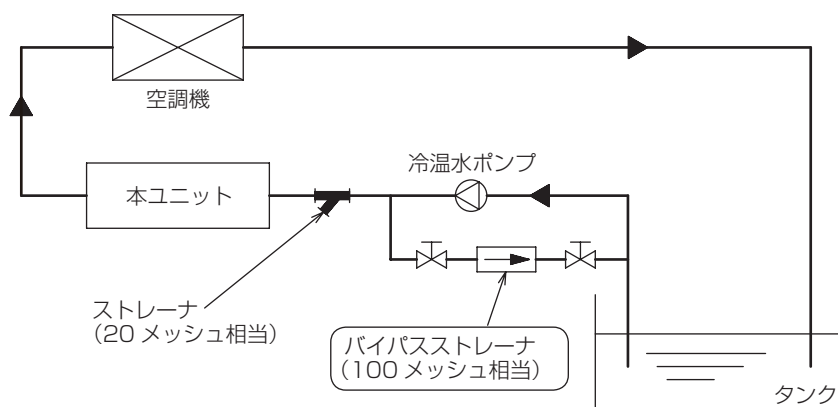 空調機
冷温水ポンプ
本ユニット
ストレーナ
（20 メッシュ相当）
バイパスストレーナ
（100 メッシュ相当）
タンク